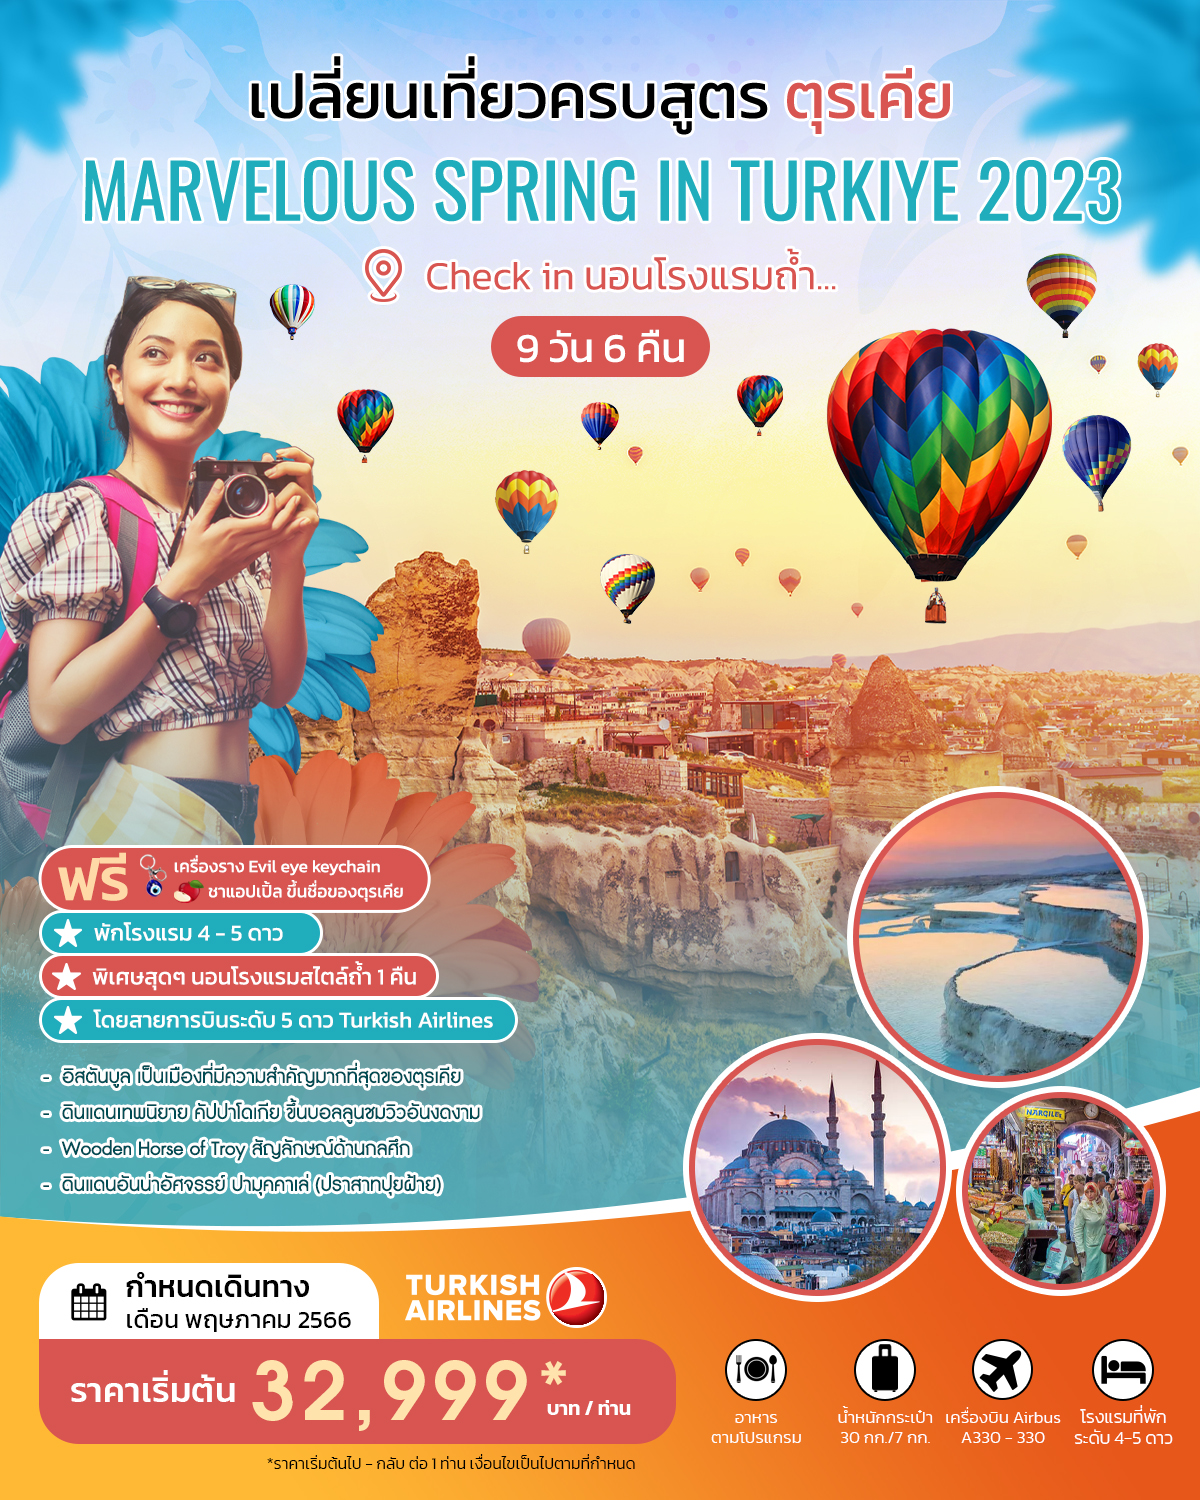 เปลี่ยนเที่ยวครบสูตร ตุรเคีย
MARVELOUS SPRING IN TURKIYE 2023
Check in นอนโรงแรมถ้ำ...
9 วัน 6 คืน
ฟรี
เครื่องราง Evil eye keychain
ชาแอปเปิ้ล ขึ้นชื่อของตุรเคีย
พักโรงแรม 4 - 5 ดาว
พิเศษสุดๆ นอนโรงแรมสไตล์ถ้ำ 1 คืน
โดยสายการบินระดับ 5 ดาว Turkish Airlines
- อิสตันบูล เป็นเมืองที่มีความสำคัญมากที่สุดของตุรเคีย
- ดินแดนเทพนิยาย คัปปาโดเกีย ขึ้นบอลลูนชมวิวอันงดงาม
- Wooden Horse of Troy สัญลักษณ์ด้านกลศึก
- ดินแดนอันน่าอัศจรรย์ ปามุคคาเล่ (ปราสาทปุยฝ้าย)
NARGILE
กำหนดเดินทาง
เดือน พฤษภาคม 2566
TURKISH
AIRLINES
ราคาเริ่มต้น 32,999*
บาท / ท่าน
*ราคาเริ่มต้นไป - กลับ ต่อ 1 ท่าน เงื่อนไขเป็นไปตามที่กำหนด
อาหาร
ตามโปรแกรม
น้ำหนักกระเป๋า
30 กก./7 กก.
เครื่องบิน Airbus
A330 - 330
โรงแรมที่พัก
ระดับ 4-5 ดาว